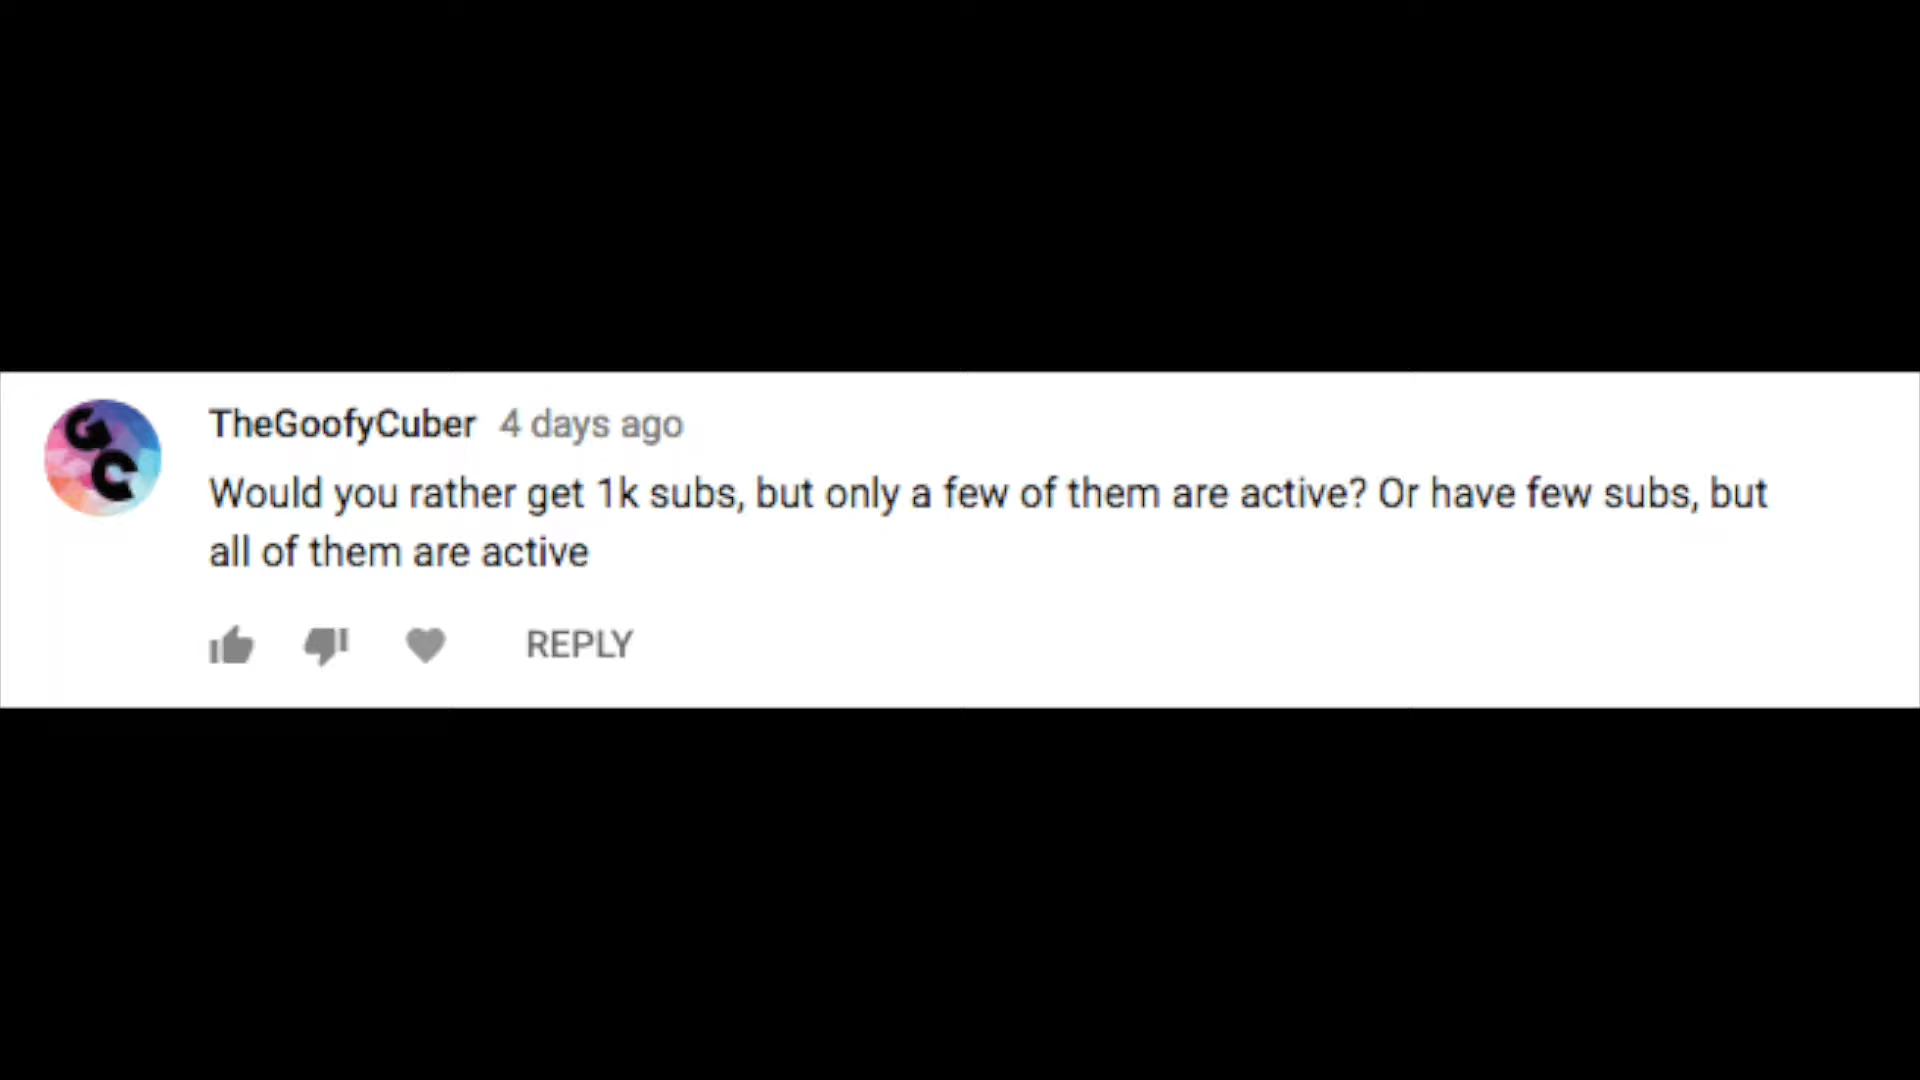 GC
TheGoofyCuber 4 days ago
Would you rather get 1k subs, but only a few of them are active? Or have few subs, but
all of them are active
REPLY